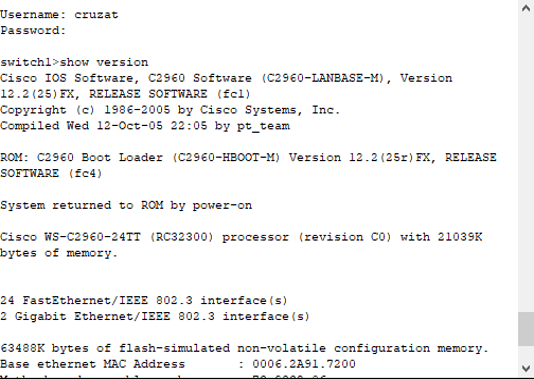 Username: cruzat
Password:
switch1>show version
Cisco IOS Software, C2960 Software (C2960-LANBASE-M), Version
12.2(25)FX, RELEASE SOFTWARE (fc1)
Copyright (c) 1986-2005 by Cisco Systems, Inc.
Compiled Wed 12-Oct-05 22:05 by pt_team
ROM: C2960 Boot Loader (C2960-HBOOT-M) Version 12.2(25r)FX, RELEASE
SOFTWARE (fc4)
System returned to ROM by power-on
Cisco WS-C2960-24TT (RC32300) processor (revision C0) with 21039K
bytes of memory.
24 FastEthernet/IEEE 802.3 interface(s)
2 Gigabit Ethernet/IEEE 802.3 interface(s)
63488K bytes of flash-simulated non-volatile configuration memory.
Base ethernet MAC Address : 0006.2A91.7200